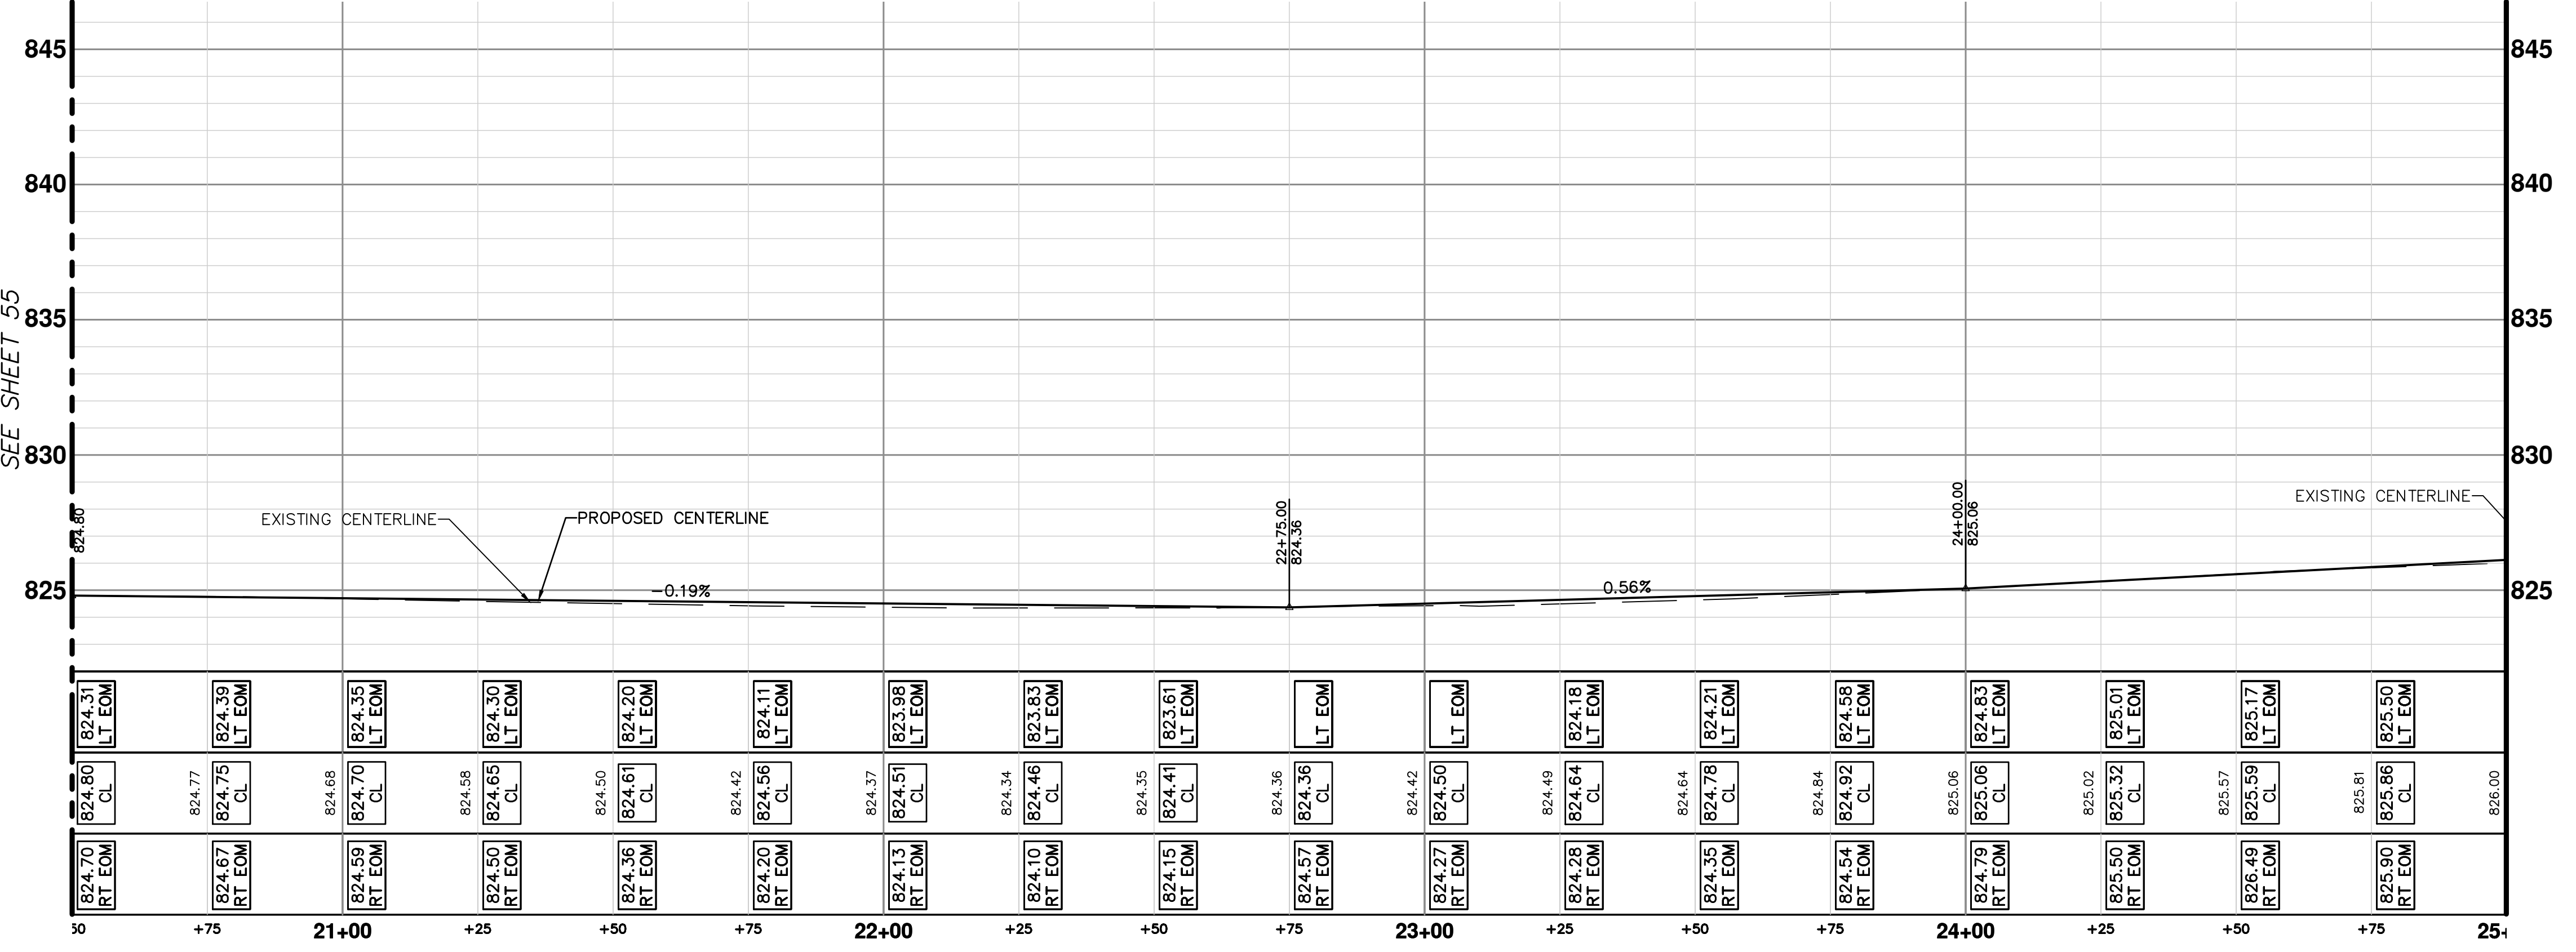 845
845
840
840
SEE SHEET 55
835
835
830
830
824.80
EXISTING CENTERLINE
PROPOSED CENTERLINE
22+75.00
824.36
24+00.00
825.06
EXISTING CENTERLINE
825
-0.19%
0.56%
825
824.31
LT EOM
824.39
LT EOM
824.35
LT EOM
824.30
LT EOM
824.20
LT EOM
824.11
LT EOM
823.98
LT EOM
823.83
LT EOM
823.61
LT EOM
LT EOM
LT EOM
824.18
LT EOM
824.21
LT EOM
824.58
LT EOM
824.83
LT EOM
825.01
LT EOM
825.17
LT EOM
825.50
LT EOM
824.80
CL
824.77
824.75
CL
824.68
824.70
CL
824.58
824.65
CL
824.50
824.61
CL
824.42
824.56
CL
824.37
824.51
CL
824.34
824.46
CL
824.35
824.41
CL
824.36
824.36
CL
824.42
824.50
CL
824.49
824.64
CL
824.64
824.78
CL
824.84
824.92
CL
825.06
825.06
CL
825.02
825.32
CL
825.57
825.59
CL
825.81
825.86
CL
826.00
824.70
RT EOM
824.67
RT EOM
824.59
RT EOM
824.50
RT EOM
824.36
RT EOM
824.20
RT EOM
824.13
RT EOM
824.10
RT EOM
824.15
RT EOM
824.57
RT EOM
824.27
RT EOM
824.28
RT EOM
824.35
RT EOM
824.54
RT EOM
824.79
RT EOM
825.50
RT EOM
826.49
RT EOM
825.90
RT EOM
50 +75 21+00 +25 +50 +75 22+00 +25 +50 +75 23+00 +25 +50 +75 24+00 +25 +50 +75 25+